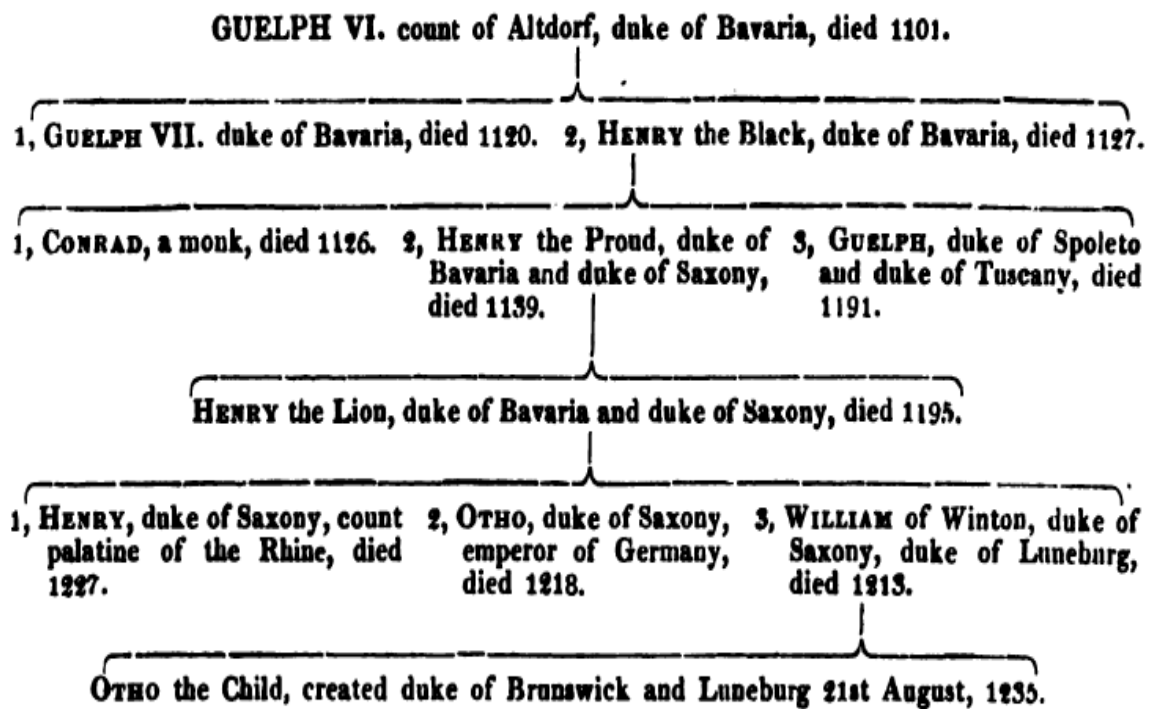 GUELPH VI. count of Altdorf, duke of Bavaria, died 1101.
1, GUELPH VII. duke of Bavaria, died 1120. 2, HENRY the Black, duke of Bavaria, died 1127.
1, CONRAD, a monk, died 1126. 2, HENRY the Proud, duke of Bavaria and duke of Saxony, died 1139. 3, GUELPH, duke of Spoleto and duke of Tuscany, died 1191.
HENRY the Lion, duke of Bavaria and duke of Saxony, died 1195.
1, HENRY, duke of Saxony, count
palatine of the Rhine, died
1227.
2, OTHO, duke of Saxony,
emperor of Germany,
died 1218.
3, WILLIAM of Winton, duke of
Saxony, duke of Luneburg,
died 1213.
OTHO the Child, created duke of Brunswick and Luneburg 21st August, 1235.